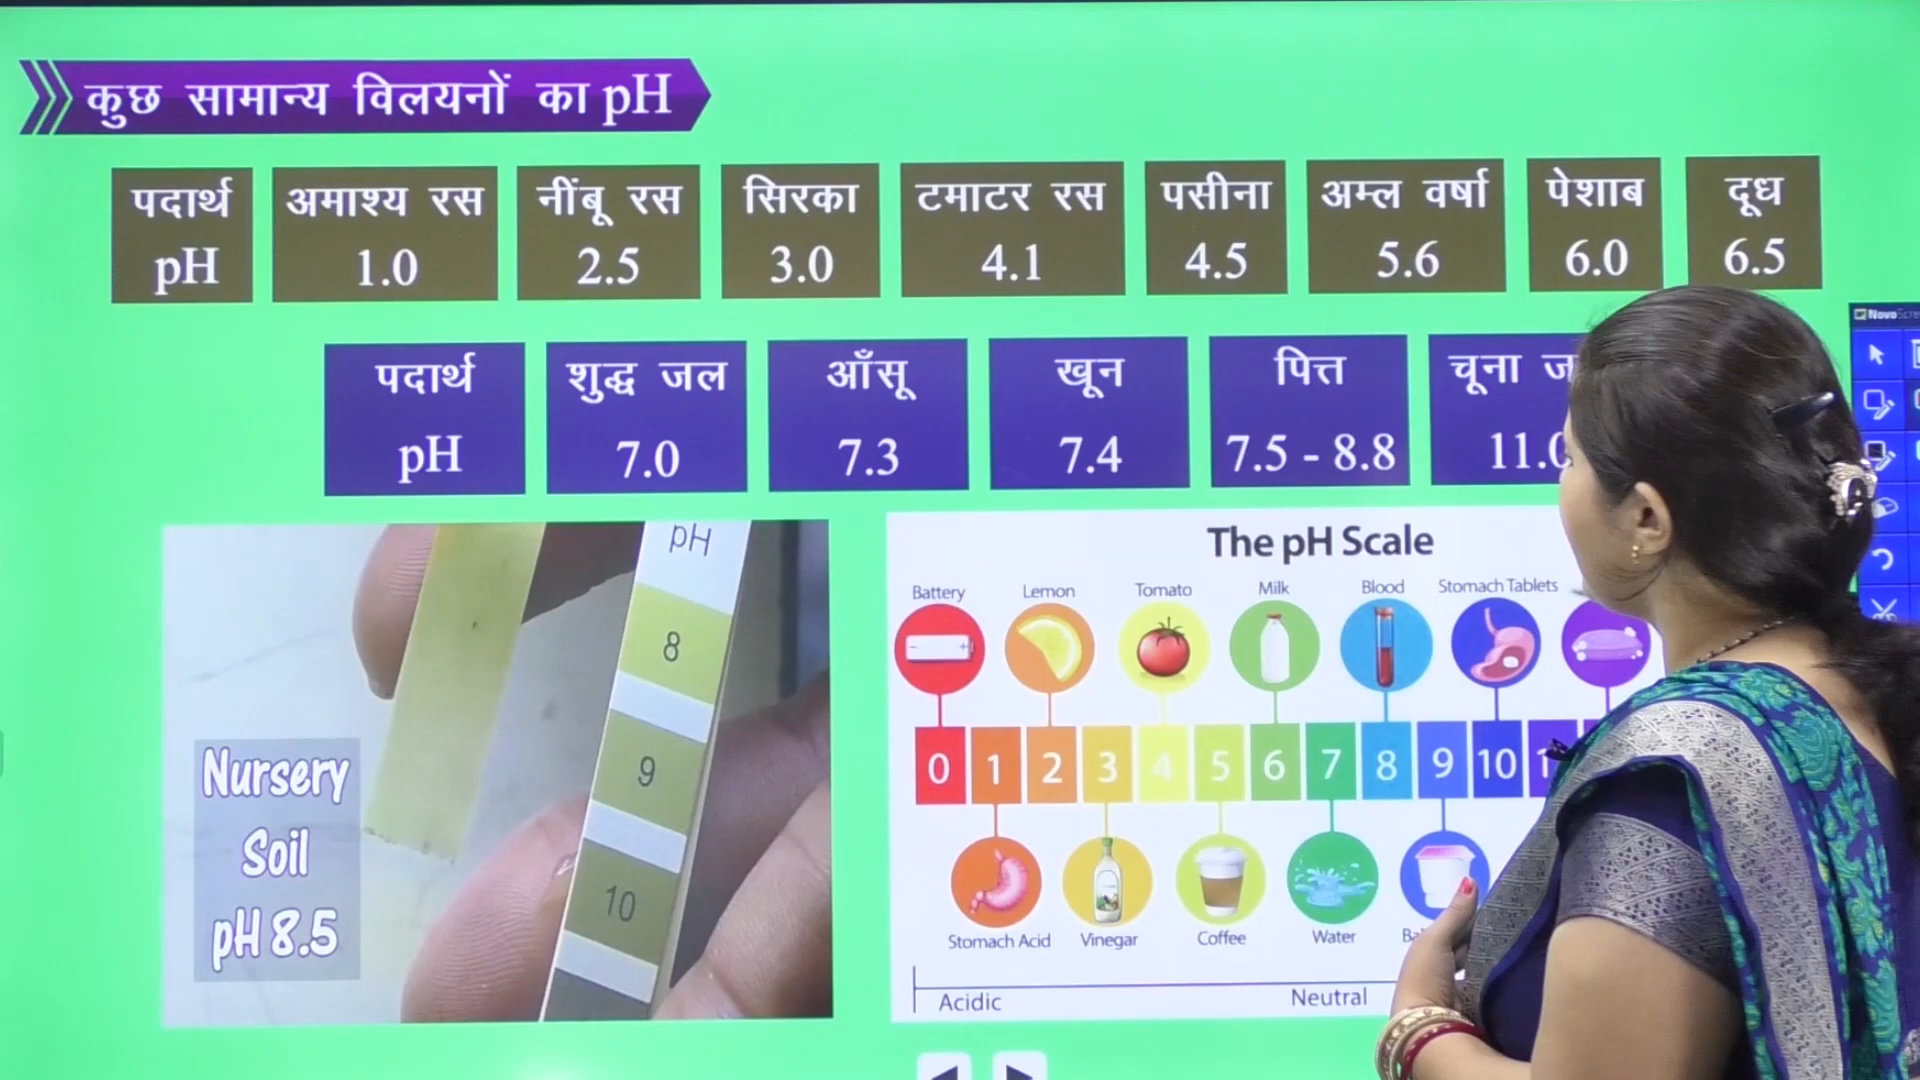 कुछ सामान्य विलयनों का pH
पदार्थ अमाश्य रस नींबू रस सिरका टमाटर रस पसीना अम्ल वर्षा पेशाब दूध
pH 1.0 2.5 3.0 4.1 4.5 5.6 6.0 6.5
पदार्थ शुद्ध जल आँसू खून पित्त चूना
pH 7.0 7.3 7.4 7.5 - 8.8
pH
8
9
10
Nursery
Soil
pH 8.5
The pH Scale
Battery Lemon Tomato Milk Blood Stomach Tablets
0 1 2 3 4 5 6 7 8 9 10
Stomach Acid Vinegar Coffee Water
Acidic Neutral